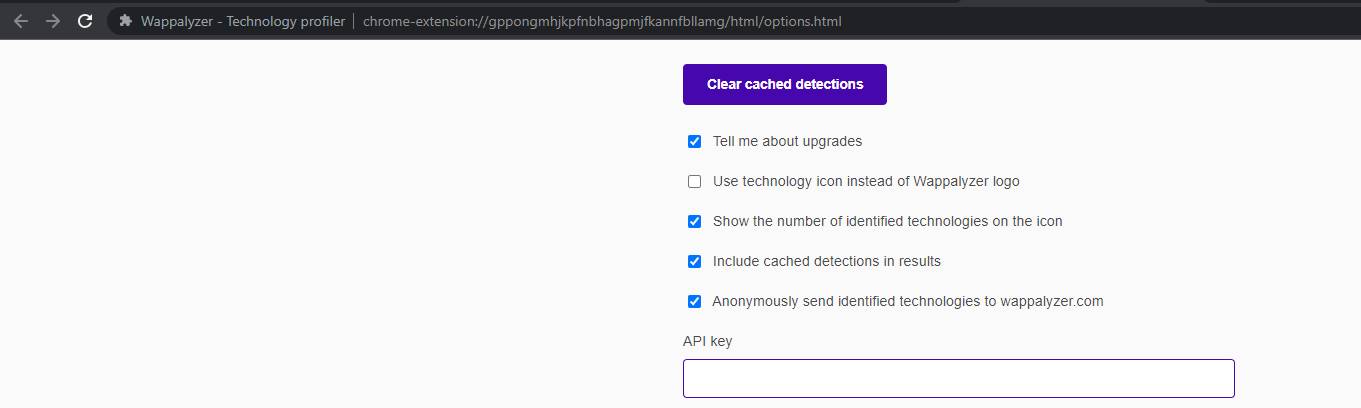 Wappalyzer - Technology profiler | chrome-extension://gppongmhjkpfnbhagpmjfkannfbllamg/html/options.html
Clear cached detections
Tell me about upgrades
Use technology icon instead of Wappalyzer logo
Show the number of identified technologies on the icon
Include cached detections in results
Anonymously send identified technologies to wappalyzer.com
API key